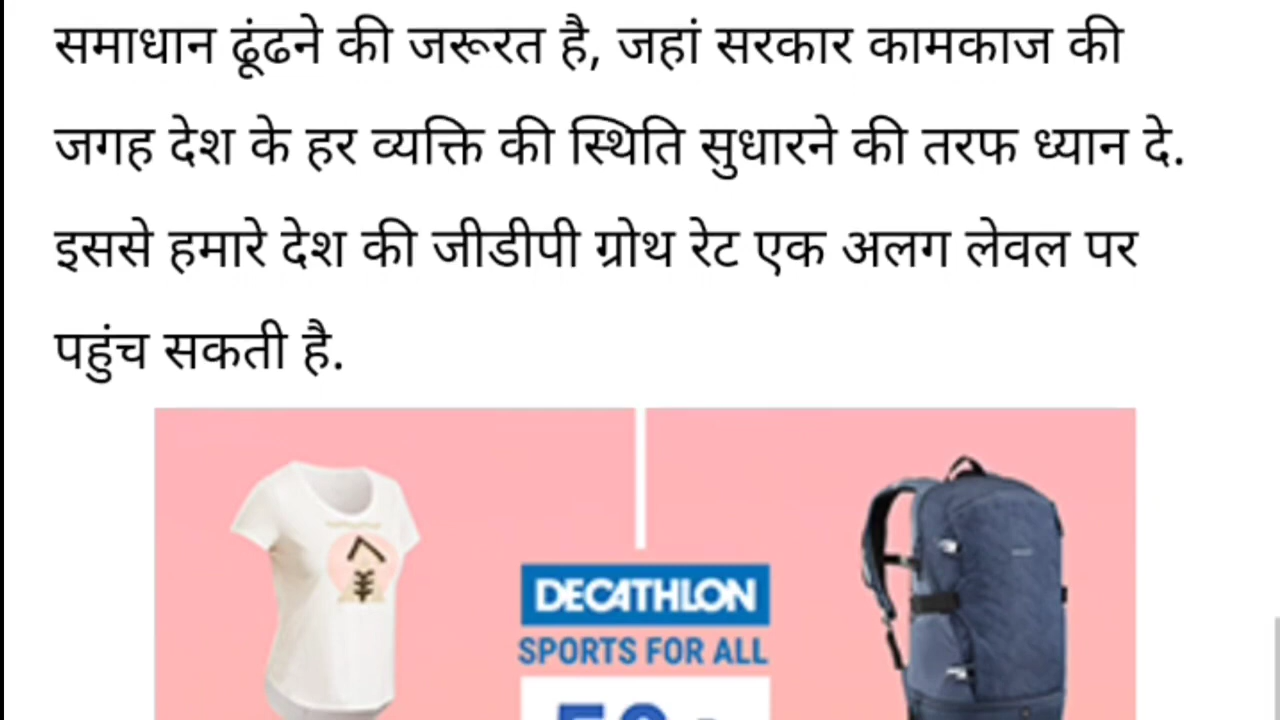 समाधान ढूंढने की जरूरत है, जहां सरकार कामकाज की
जगह देश के हर व्यक्ति की स्थिति सुधारने की तरफ ध्यान दे.
इससे हमारे देश की जीडीपी ग्रोथ रेट एक अलग लेवल पर
पहुंच सकती है.
DECATHLON
SPORTS FOR ALL